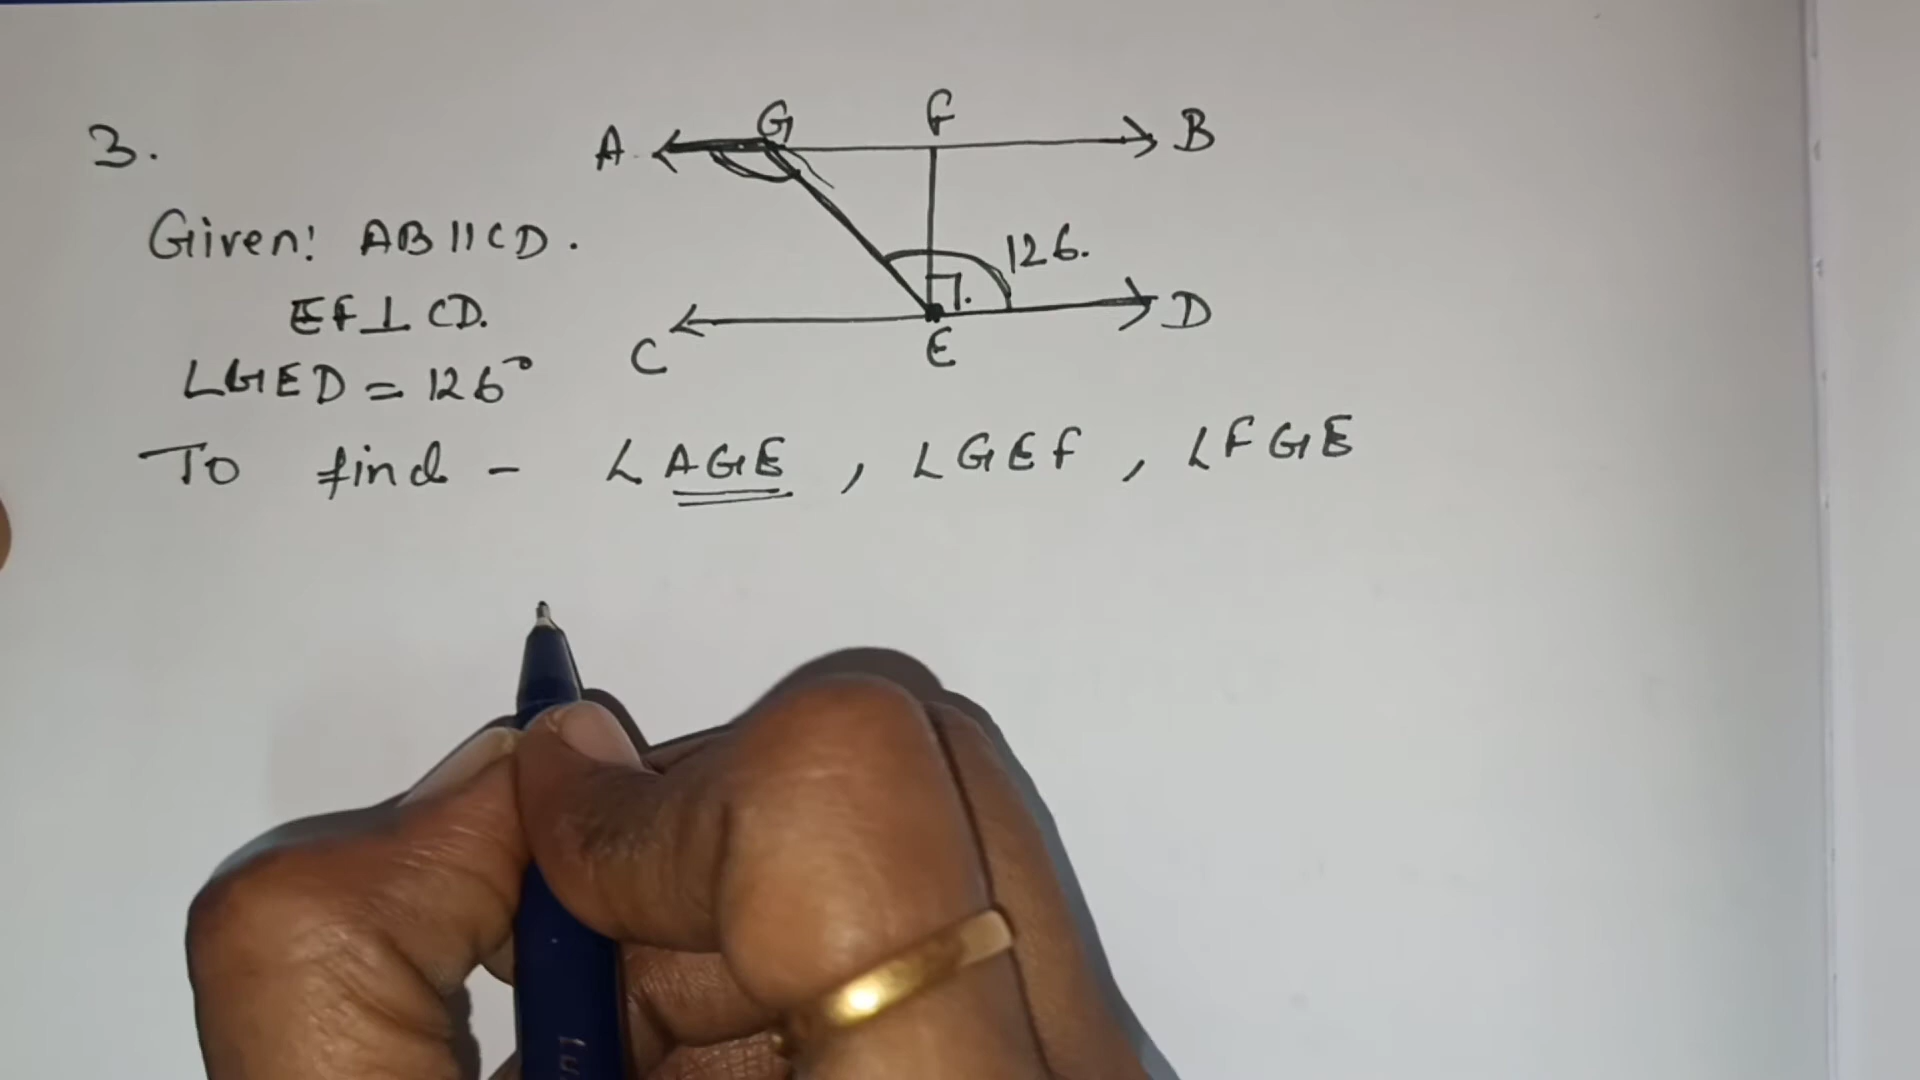 3.
G F
A B
Given! AB || CD.
126.
EF ⊥ CD.
C E D
∠GED = 126°
To find - ∠AGE, ∠GEF, ∠FGE